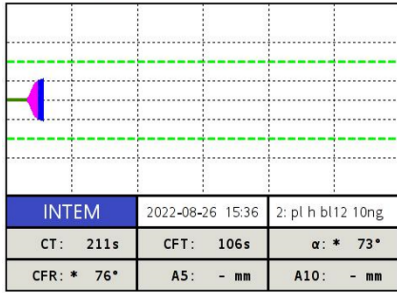 INTEM 2022-08-26 15:36 2: pl h bl12 10ng
CT: 211s CFT: 106s α: * 73°
CFR: * 76° A5: - mm A10: - mm